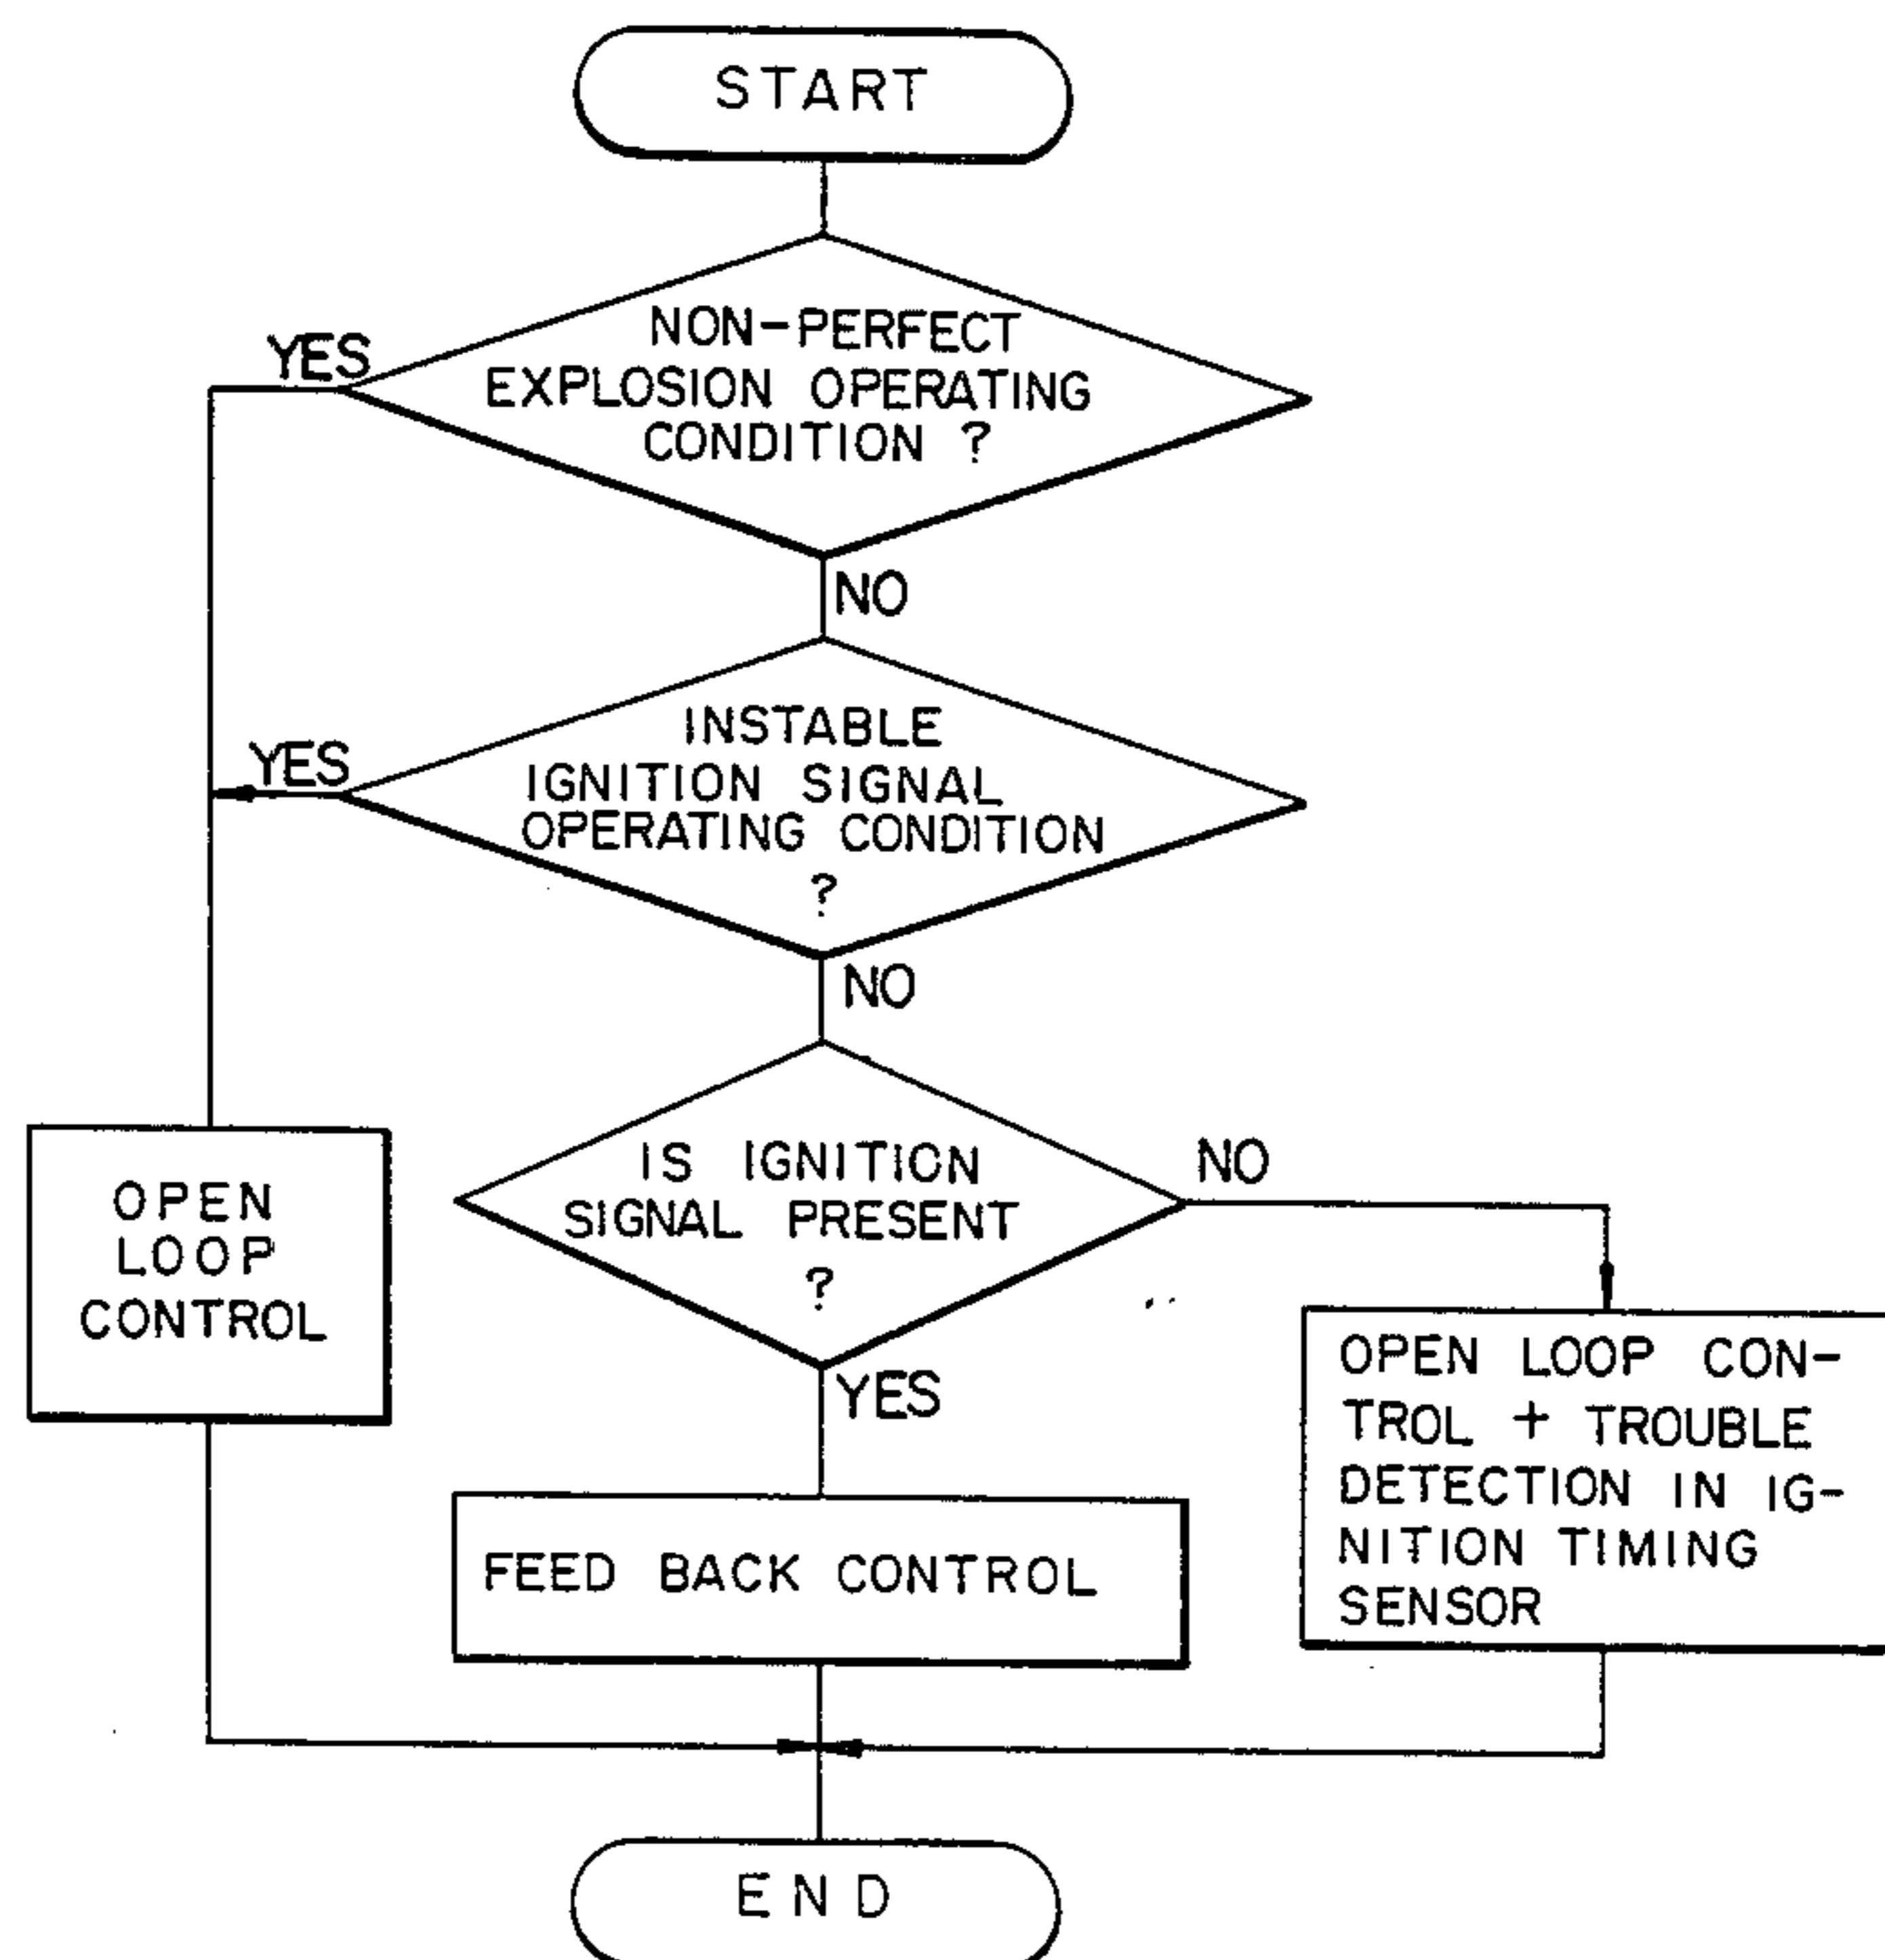 START
NON-PERFECT
EXPLOSION OPERATING
CONDITION ?
YES
NO
INSTABLE
IGNITION SIGNAL
OPERATING CONDITION
?
YES
NO
IS IGNITION
SIGNAL PRESENT
?
NO
YES
OPEN
LOOP
CONTROL
FEED BACK CONTROL
OPEN LOOP CON-
TROL + TROUBLE
DETECTION IN IG-
NITION TIMING
SENSOR
END